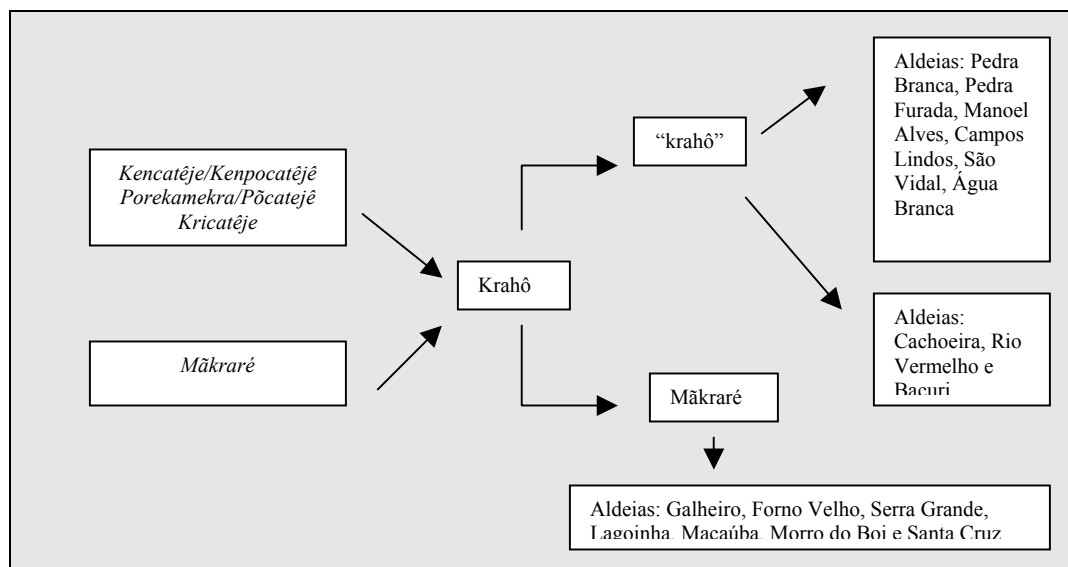 Kencatêje/Kenpocatêjê
Porekamekra/Põcatejê
Kricatêje
Mãkraré
Krahô
“krahô”
Mãkraré
Aldeias: Pedra
Branca, Pedra
Furada, Manoel
Alves, Campos
Lindos, São
Vidal, Água
Branca
Aldeias:
Cachoeira, Rio
Vermelho e
Bacuri
Aldeias: Galheiro, Forno Velho, Serra Grande,
Lagoinha, Macaúba, Morro do Boi e Santa Cruz